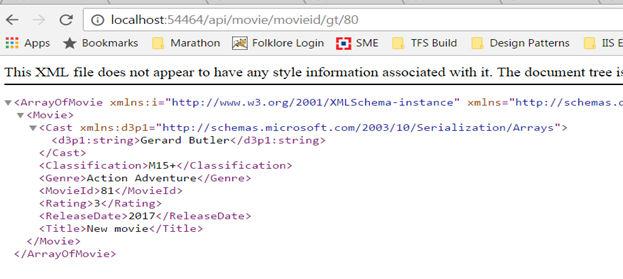 localhost:54464/api/movie/movieid/gt/80
Apps Bookmarks Marathon Folklore Login SME TFS Build Design Patterns IIS E
This XML file does not appear to have any style information associated with it. The document tree is
<ArrayOfMovie xmlns:i="http://www.w3.org/2001/XMLSchema-instance" xmlns="http://schemas.d
<Movie>
<Cast xmlns:d3p1="http://schemas.microsoft.com/2003/10/Serialization/Arrays">
<d3p1:string>Gerard Butler</d3p1:string>
</Cast>
<Classification>M15+</Classification>
<Genre>Action Adventure</Genre>
<MovieId>81</MovieId>
<Rating>3</Rating>
<ReleaseDate>2017</ReleaseDate>
<Title>New movie</Title>
</Movie>
</ArrayOfMovie>